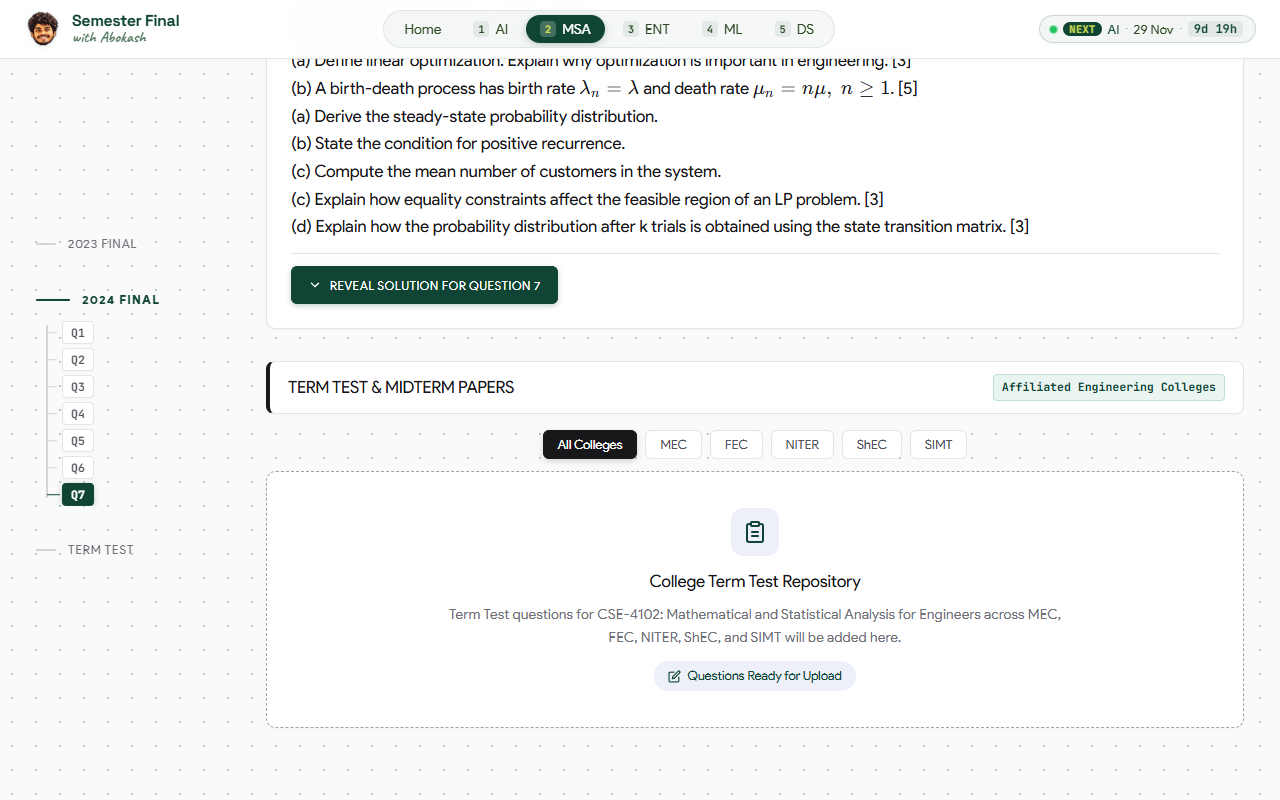 Semester Final
with Abokash
Home
1 AI
2 MSA
3 ENT
4 ML
5 DS
NEXT AI · 29 Nov · 9d 19h
(a) Define linear optimization. Explain why optimization is important in engineering. [3]
(b) A birth-death process has birth rate λₙ = λ and death rate μₙ = nμ, n ≥ 1. [5]
(a) Derive the steady-state probability distribution.
(b) State the condition for positive recurrence.
(c) Compute the mean number of customers in the system.
(c) Explain how equality constraints affect the feasible region of an LP problem. [3]
(d) Explain how the probability distribution after k trials is obtained using the state transition matrix. [3]
REVEAL SOLUTION FOR QUESTION 7
2023 FINAL
2024 FINAL
Q1
Q2
Q3
Q4
Q5
Q6
Q7
TERM TEST
TERM TEST & MIDTERM PAPERS
Affiliated Engineering Colleges
All Colleges
MEC
FEC
NITER
ShEC
SIMT
College Term Test Repository
Term Test questions for CSE-4102: Mathematical and Statistical Analysis for Engineers across MEC,
FEC, NITER, ShEC, and SIMT will be added here.
Questions Ready for Upload